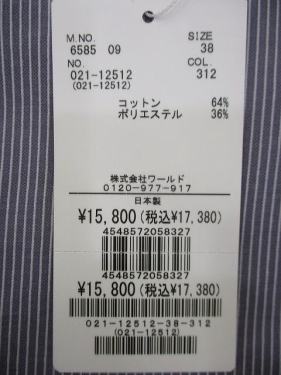 M.NO. SIZE
6585 09 38
NO. COL.
021-12512 312
(021-12512)
コットン 64%
ポリエステル 36%
株式会社ワールド
0120-977-917
日本製
¥15,800(税込¥17,380)
4548572058327
4548572058327
¥15,800(税込¥17,380)
021-12512-38-312
(021-12512)